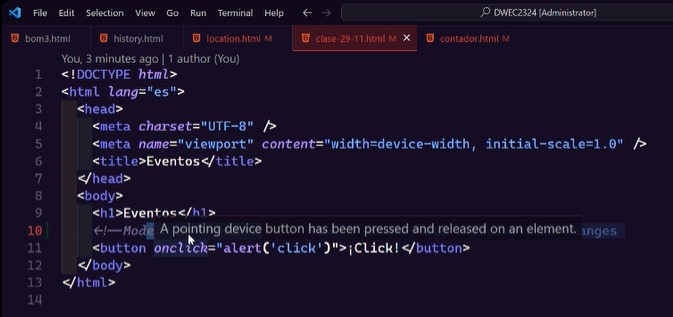 File Edit Selection View Go Run Terminal Help DWEC2324 [Administrator]
bom3.html history.html location.html M clase-29-11.html M contador.html M
You, 3 minutes ago | 1 author (You)
1 <!DOCTYPE html>
2 <html lang="es">
3 <head>
4 <meta charset="UTF-8" />
5 <meta name="viewport" content="width=device-width, initial-scale=1.0" />
6 <title>Eventos</title>
7 </head>
8 <body>
9 <h1>Eventos</h1>
10 <!--Mode
A pointing device button has been pressed and released on an element.
anges
11 <button onclick="alert('click')">¡Click!</button>
12 </body>
13 </html>
14